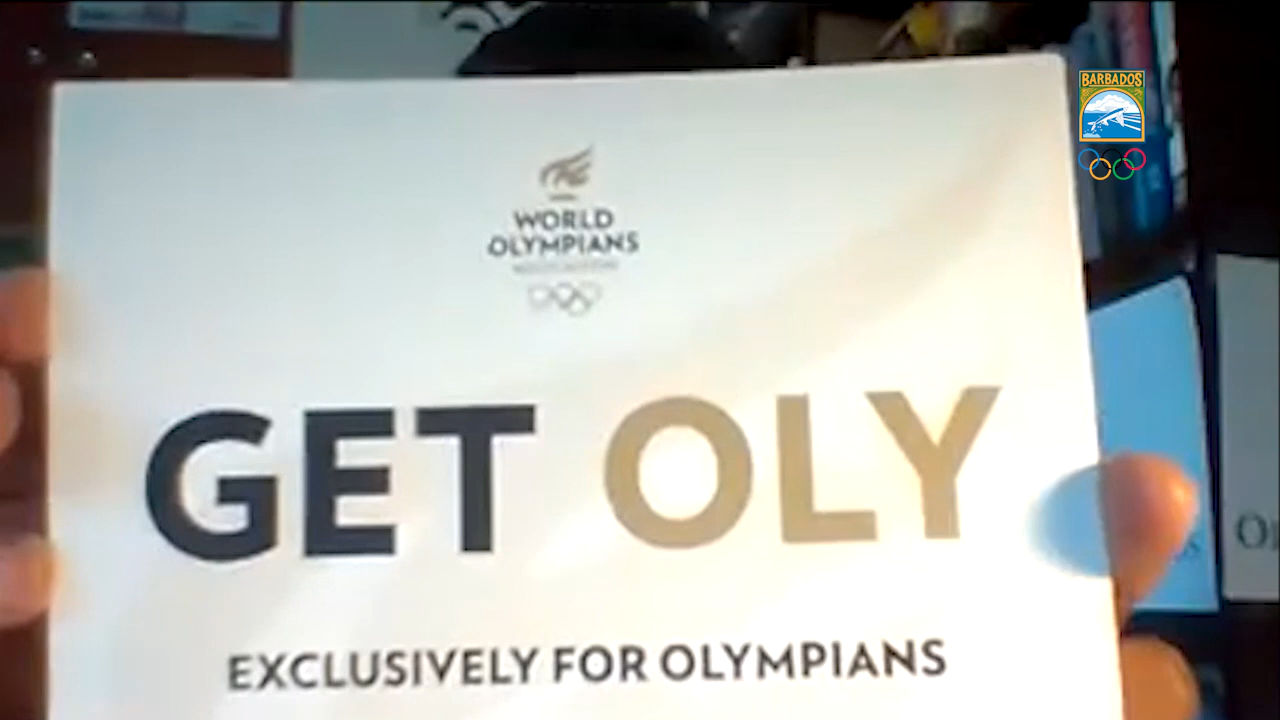 BARBADOS
WORLD
OLYMPIANS
GET OLY
EXCLUSIVELY FOR OLYMPIANS